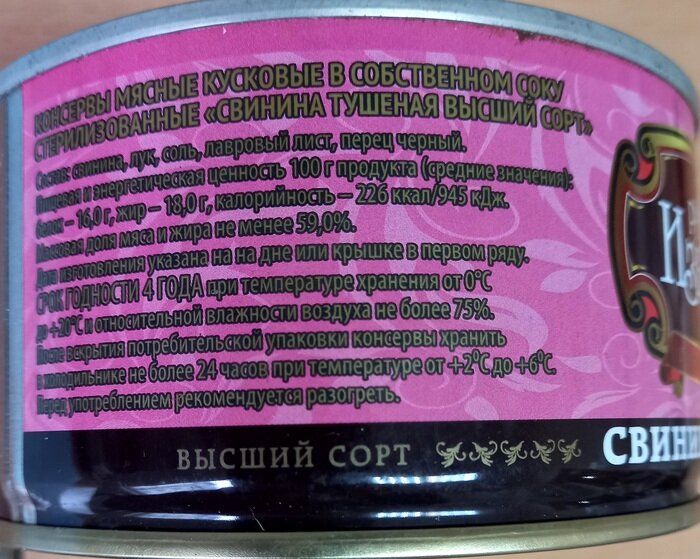 КОНСЕРВЫ МЯСНЫЕ КУСКОВЫЕ В СОБСТВЕННОМ СОКУ
СТЕРИЛИЗОВАННЫЕ «СВИНИНА ТУШЕНАЯ ВЫСШИЙ СОРТ»
Состав: свинина, лук, соль, лавровый лист, перец черный.
Пищевая и энергетическая ценность 100 г продукта (средние значения):
белок – 16,0 г, жир – 18,0 г, калорийность – 226 ккал/945 кДж.
Массовая доля мяса и жира не менее 59,0%.
Дата изготовления указана на на дне или крышке в первом ряду.
СРОК ГОДНОСТИ 4 ГОДА при температуре хранения от 0°С
до +20°С и относительной влажности воздуха не более 75%.
После вскрытия потребительской упаковки консервы хранить
в холодильнике не более 24 часов при температуре от +2°С до +6°С.
Перед употреблением рекомендуется разогреть.
ВЫСШИЙ СОРТ